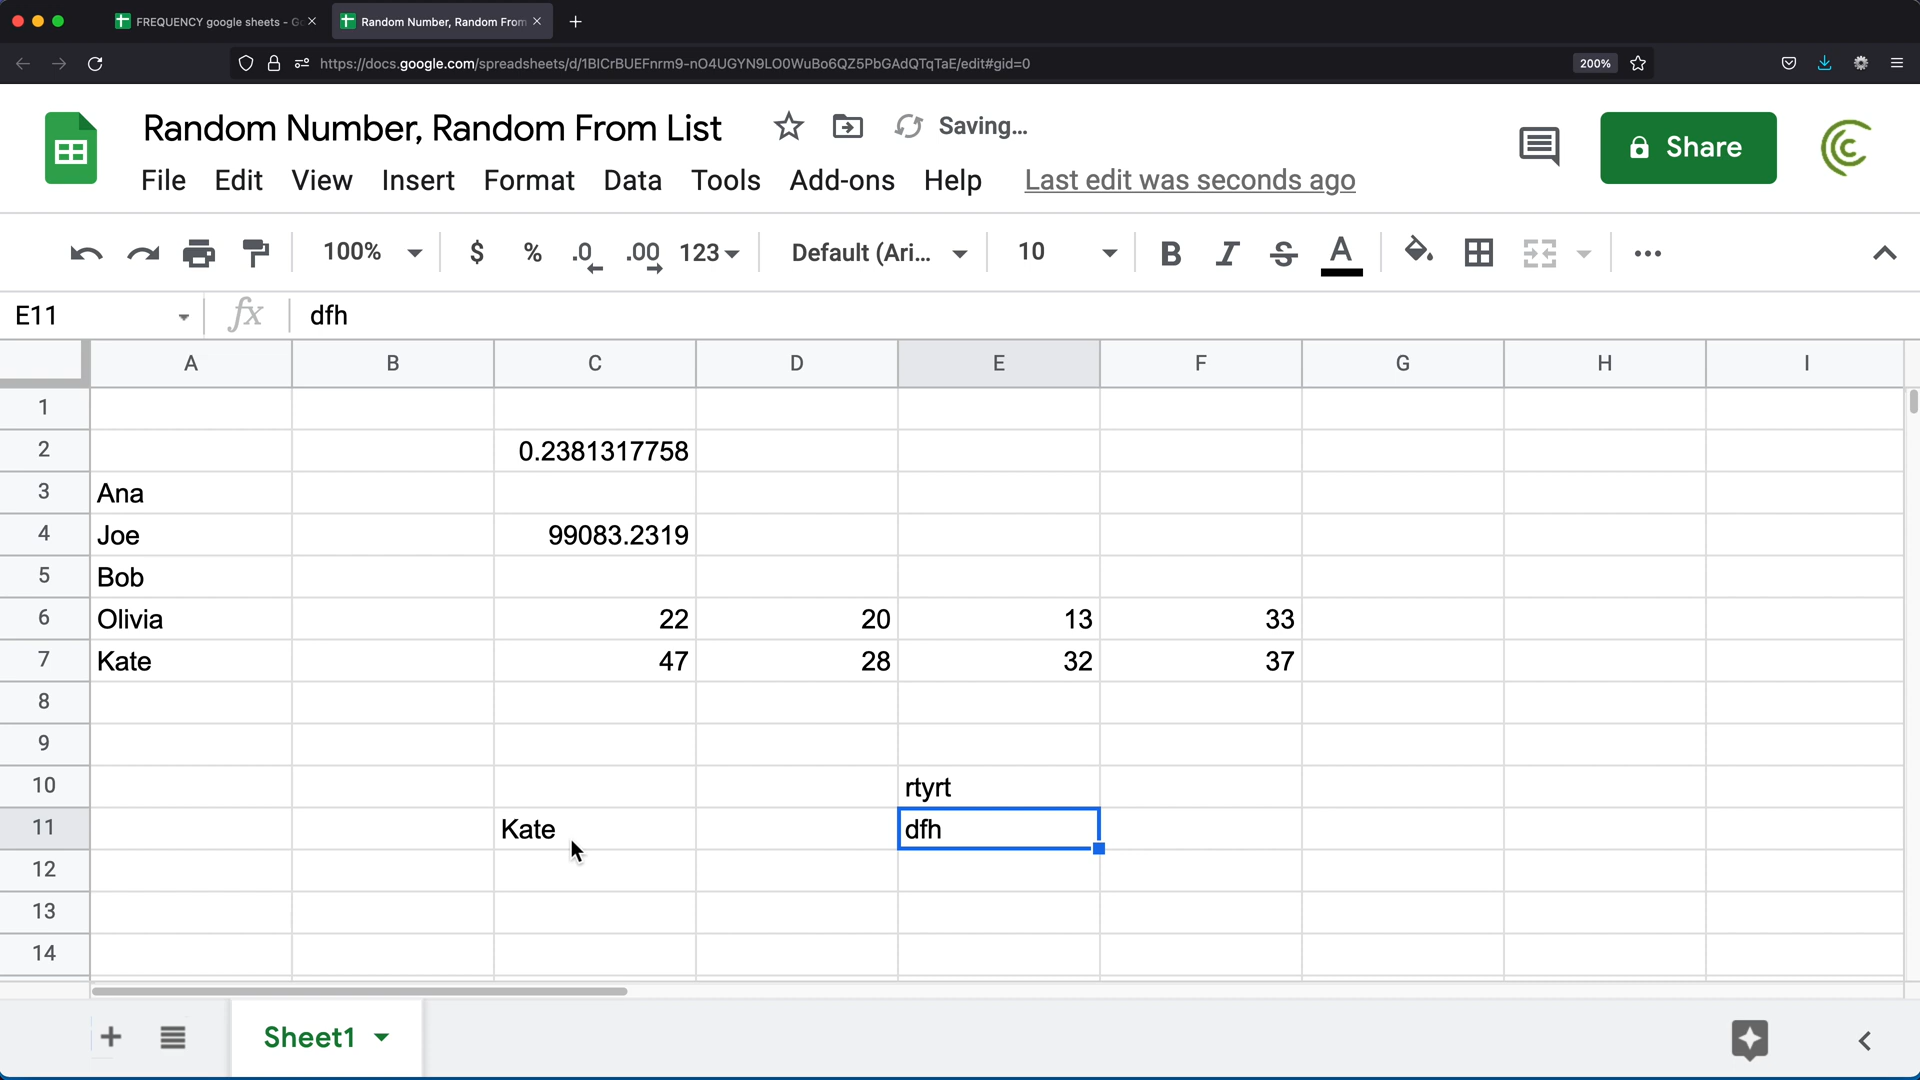 FREQUENCY google sheets - Go
Random Number, Random From
https://docs.google.com/spreadsheets/d/1BlCrBUEFnrm9-nO4UGYN9LO0WuBo6QZ5PbGAdQTqTaE/edit#gid=0
200%
Random Number, Random From List
Saving...
Share
File Edit View Insert Format Data Tools Add-ons Help Last edit was seconds ago
100% $ % .0 .00 123 Default (Ari... 10 B I S A
E11 fx dfh
A B C D E F G H I
1
2 0.2381317758
3 Ana
4 Joe 99083.2319
5 Bob
6 Olivia 22 20 13 33
7 Kate 47 28 32 37
8
9
10 rtyrt
11 Kate dfh
12
13
14
Sheet1